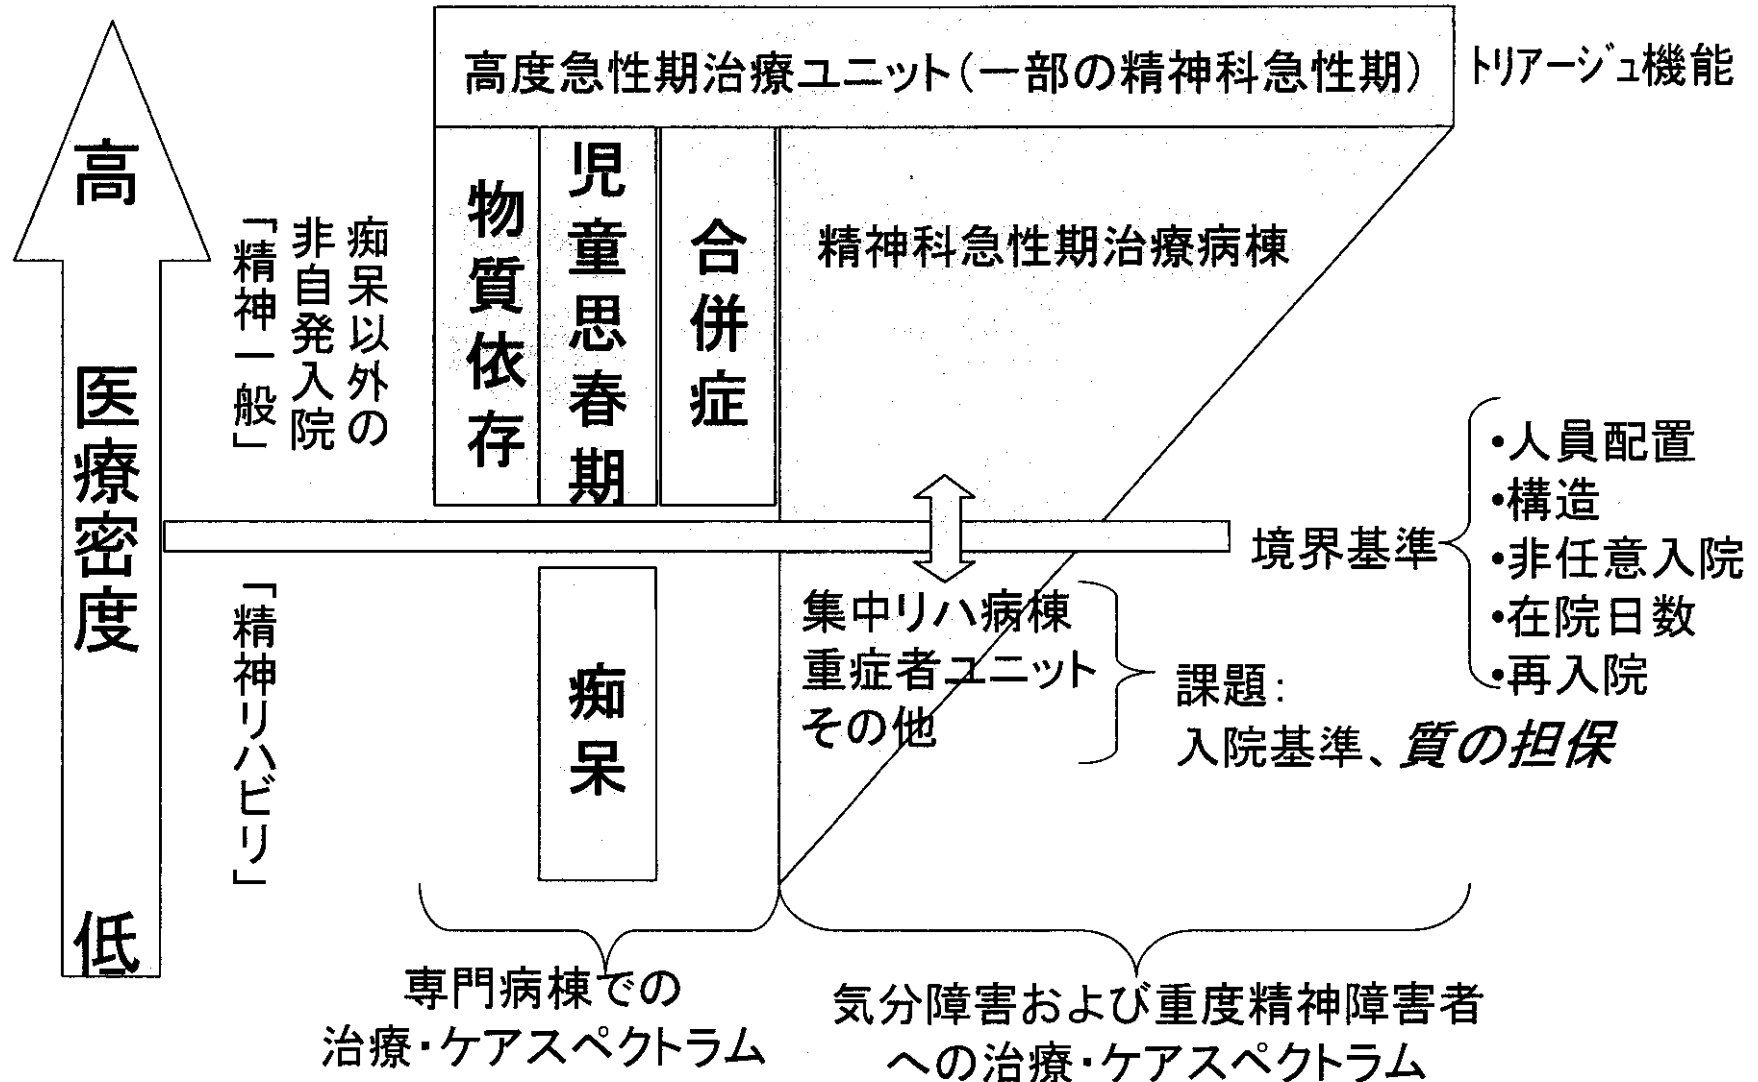 高度急性期治療ユニット(一部の精神科急性期)
トリアージュ機能
高
医療密度
低
痴呆以外の
非自発入院
「精神一般」
物質依存
児童思春期
合併症
精神科急性期治療病棟
境界基準
•人員配置
•構造
•非任意入院
•在院日数
•再入院
「精神リハビリ」
痴呆
集中リハ病棟
重症者ユニット
その他
課題:
入院基準、質の担保
専門病棟での
治療・ケアスペクトラム
気分障害および重度精神障害者
への治療・ケアスペクトラム